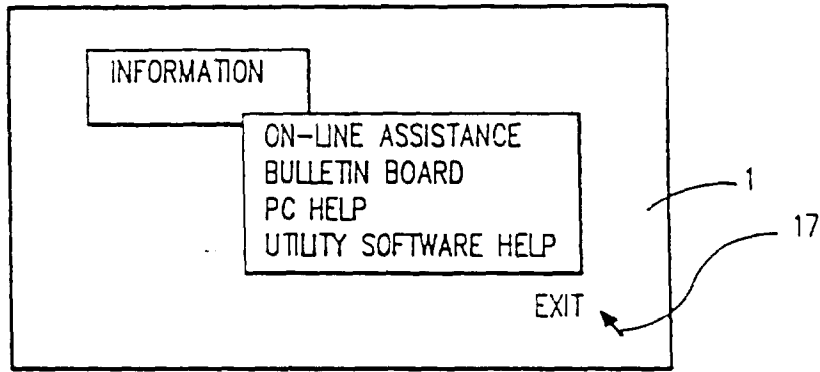 INFORMATION
ON-LINE ASSISTANCE
BULLETIN BOARD
PC HELP
UTILITY SOFTWARE HELP
1
17
EXIT